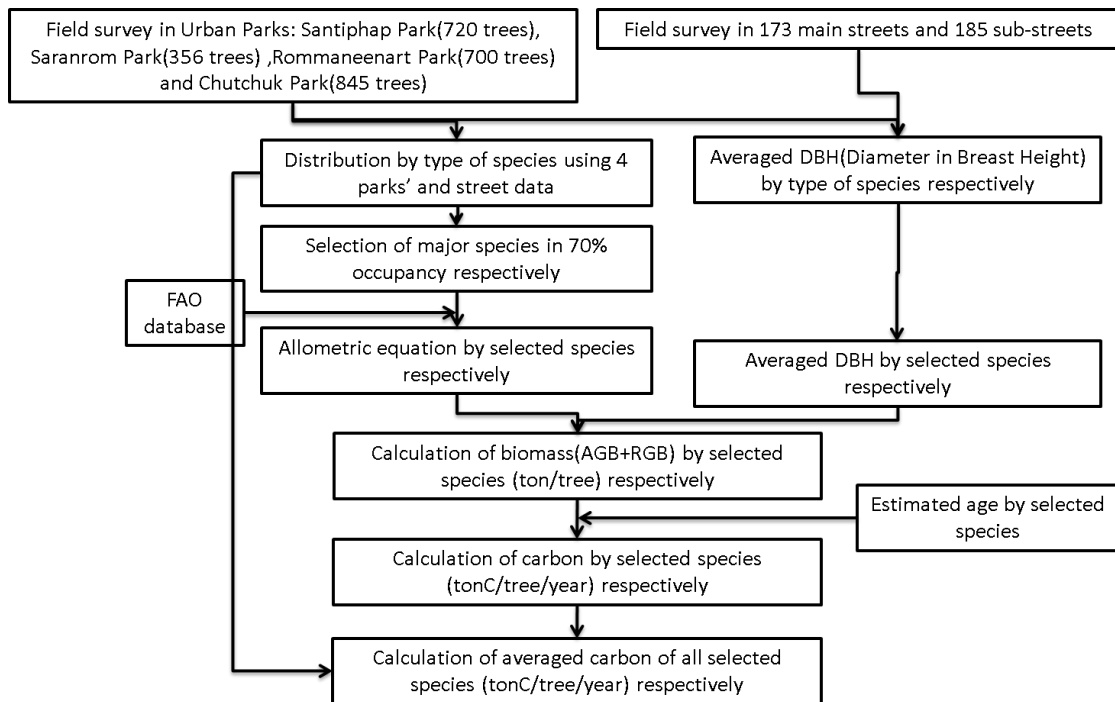 Field survey in Urban Parks: Santiphap Park(720 trees),
Saranrom Park(356 trees) ,Rommaneenart Park(700 trees)
and Chutchuk Park(845 trees)
Field survey in 173 main streets and 185 sub-streets
Distribution by type of species using 4
parks’ and street data
Averaged DBH(Diameter in Breast Height)
by type of species respectively
Selection of major species in 70%
occupancy respectively
FAO
database
Allometric equation by selected species
respectively
Averaged DBH by selected species
respectively
Calculation of biomass(AGB+RGB) by selected
species (ton/tree) respectively
Estimated age by selected
species
Calculation of carbon by selected species
(tonC/tree/year) respectively
Calculation of averaged carbon of all selected
species (tonC/tree/year) respectively